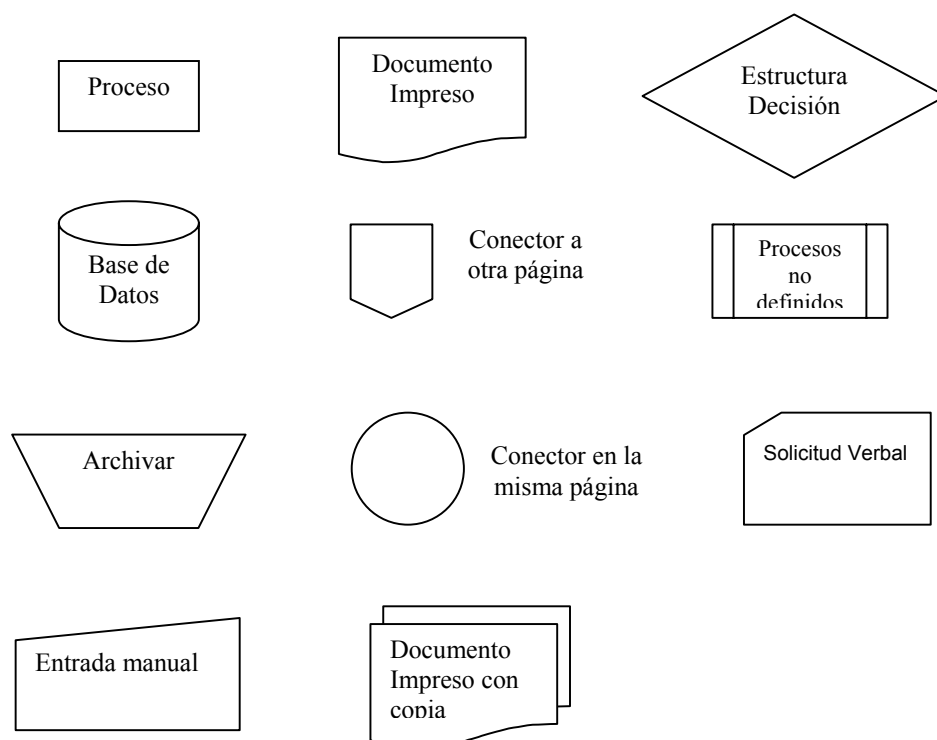 Proceso
Documento
Impreso
Estructura
Decisión
Base de
Datos
Conector a
otra página
Procesos
no
definidos
Archivar
Conector en la
misma página
Solicitud Verbal
Entrada manual
Documento
Impreso con
copia